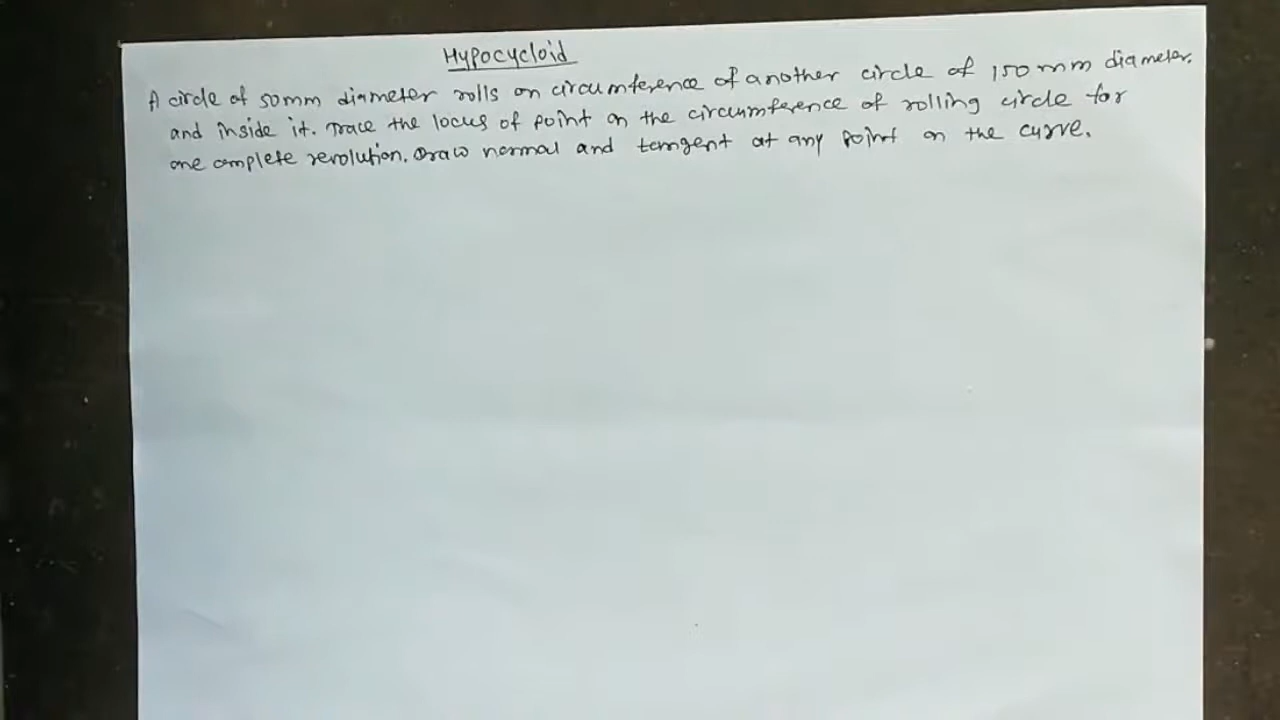 Hypocycloid
A circle of 50mm diameter rolls on circumference of another circle of 150 mm diameter.
and inside it. Trace the locus of point on the circumference of rolling circle for
one complete revolution. Draw normal and tangent at any point on the curve.